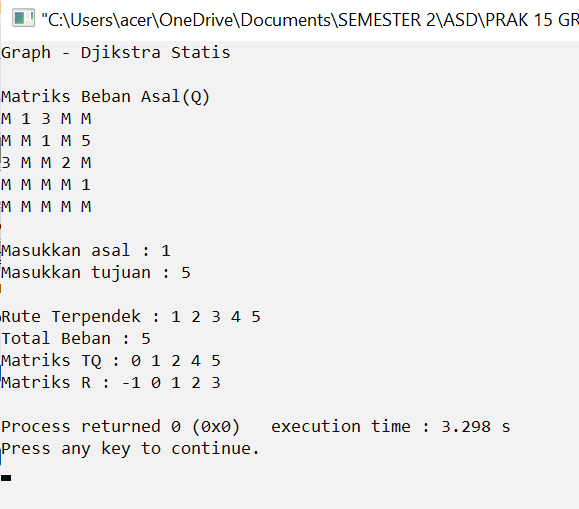 "C:\Users\acer\OneDrive\Documents\SEMESTER 2\ASD\PRAK 15 GR
Graph - Djikstra Statis
Matriks Beban Asal(Q)
M 1 3 M M
M M 1 M 5
3 M M 2 M
M M M M 1
M M M M M
Masukkan asal : 1
Masukkan tujuan : 5
Rute Terpendek : 1 2 3 4 5
Total Beban : 5
Matriks TQ : 0 1 2 4 5
Matriks R : -1 0 1 2 3
Process returned 0 (0x0)   execution time : 3.298 s
Press any key to continue.